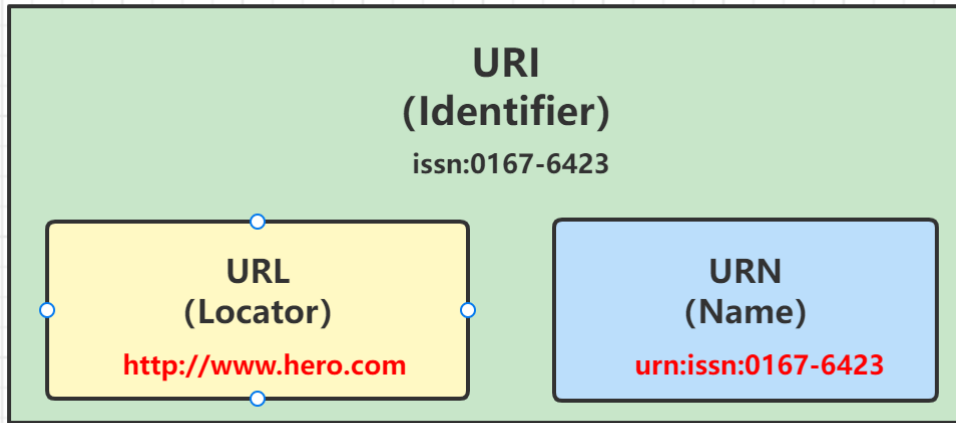 URI
(Identifier)
issn:0167-6423
URL
(Locator)
http://www.hero.com
URN
(Name)
urn:issn:0167-6423